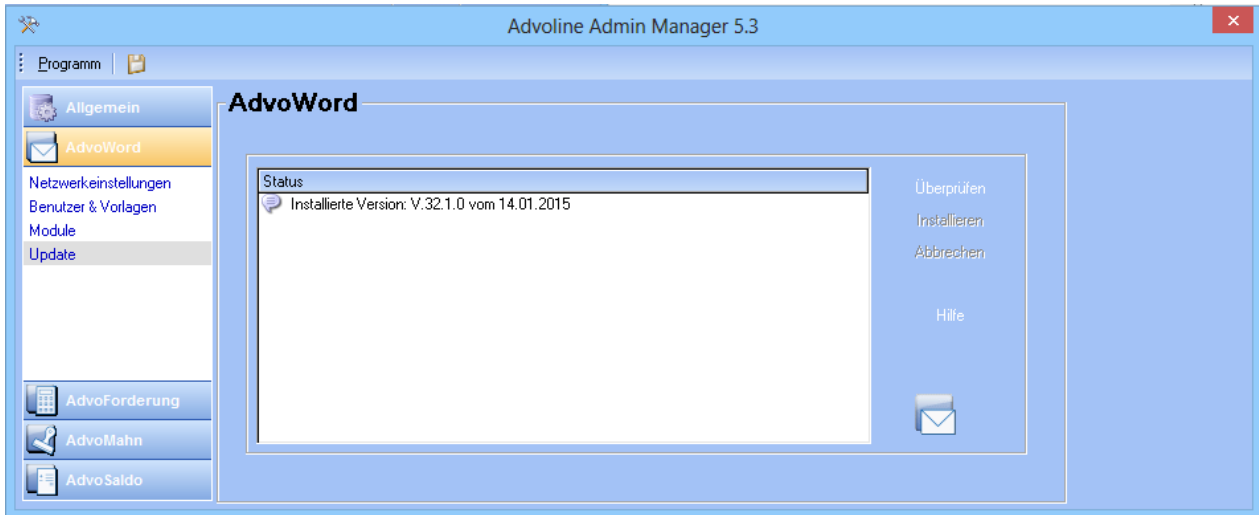 Advoline Admin Manager 5.3
Programm
Allgemein
AdvoWord
Netzwerkeinstellungen
Benutzer & Vorlagen
Module
Update
AdvoForderung
AdvoMahn
AdvoSaldo
AdvoWord
Status
Installierte Version: V.32.1.0 vom 14.01.2015
Überprüfen
Installieren
Abbrechen
Hilfe